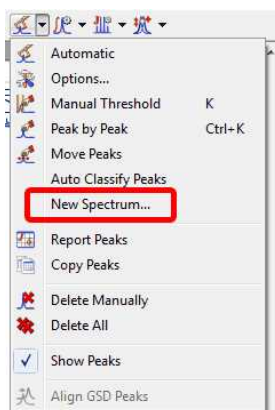 Automatic
Options...
Manual Threshold K
Peak by Peak Ctrl+K
Move Peaks
Auto Classify Peaks
New Spectrum...
Report Peaks
Copy Peaks
Delete Manually
Delete All
Show Peaks
Align GSD Peaks